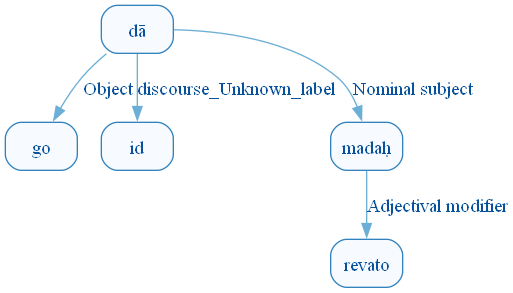 dā
Object discourse_Unknown_label Nominal subject
go id madaḥ
Adjectival modifier
revato